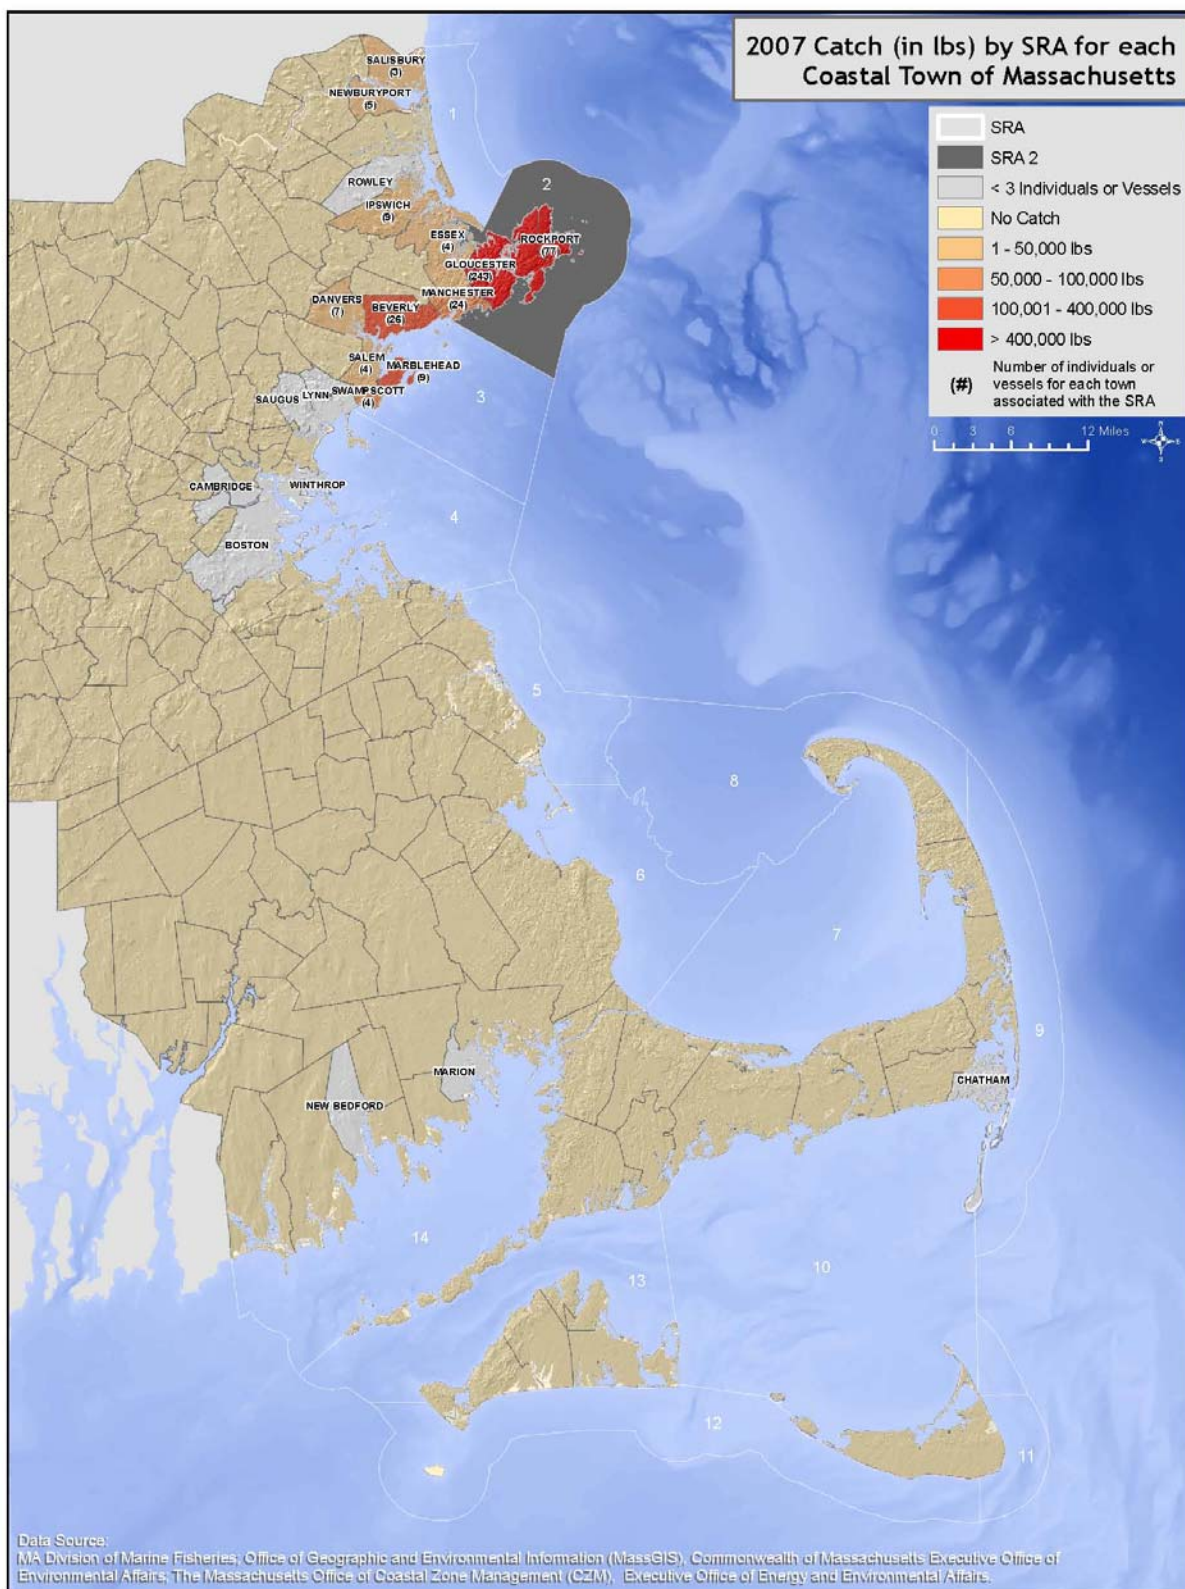 2007 Catch (in lbs) by SRA for each
Coastal Town of Massachusetts
SRA
SRA 2
< 3 Individuals or Vessels
No Catch
1 - 50,000 lbs
50,000 - 100,000 lbs
100,001 - 400,000 lbs
> 400,000 lbs
(#)
Number of individuals or
vessels for each town
associated with the SRA
0 3 6 12 Miles
N
W E
S
SALISBURY
(3)
NEWBURYPORT
(5)
1
ROWLEY
2
IPSWICH
(9)
ESSEX
(4)
ROCKPORT
(77)
GLOUCESTER
(243)
MANCHESTER
(24)
DANVERS
(7)
BEVERLY
(26)
SALEM
(4)
MARBLEHEAD
(9)
SWAMPSCOTT
(4)
LYNN
SAUGUS
3
CAMBRIDGE
WINTHROP
4
BOSTON
5
8
6
7
9
MARION
CHATHAM
NEW BEDFORD
14
13
10
12
11
Data Source:
MA Division of Marine Fisheries, Office of Geographic and Environmental Information (MassGIS), Commonwealth of Massachusetts Executive Office of
Environmental Affairs, The Massachusetts Office of Coastal Zone Management (CZM), Executive Office of Energy and Environmental Affairs.